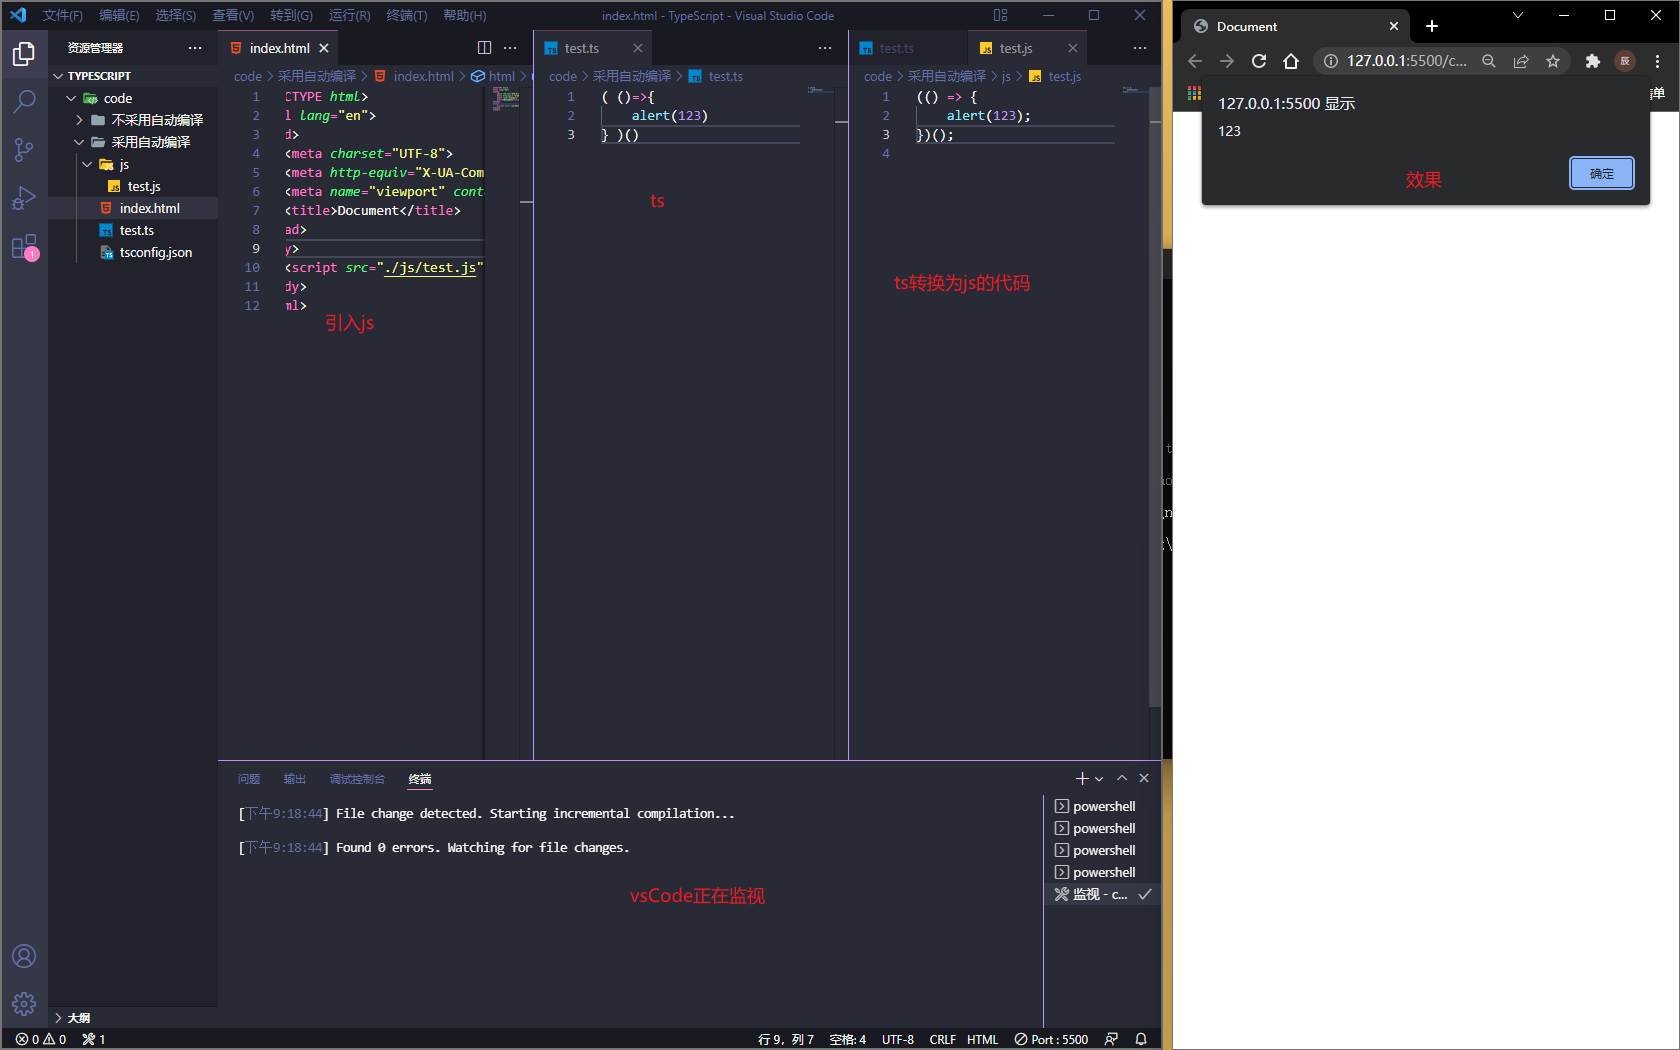 文件(F) 编辑(E) 选择(S) 查看(V) 转到(G) 运行(R) 终端(T) 帮助(H) index.html - TypeScript - Visual Studio Code
资源管理器
TYPESCRIPT
code
不采用自动编译
采用自动编译
js
test.js
index.html
test.ts
tsconfig.json
1
大纲
index.html
code > 采用自动编译 > index.html > html >
1 CTYPE html>
2 l lang="en">
3 d>
4 <meta charset="UTF-8">
5 <meta http-equiv="X-UA-Com
6 <meta name="viewport" cont
7 <title>Document</title>
8 ad>
9 y>
10 <script src="./js/test.js"
11 dy>
12 ml>
引入js
test.ts
code > 采用自动编译 > test.ts
1 ( ()=>{
2 alert(123)
3 } )()
ts
test.ts test.js
code > 采用自动编译 > js > test.js
1 (() => {
2 alert(123);
3 })();
4
ts转换为js的代码
问题 输出 调试控制台 终端
[下午9:18:44] File change detected. Starting incremental compilation...
[下午9:18:44] Found 0 errors. Watching for file changes.
vsCode正在监视
powershell
powershell
powershell
powershell
监视 - c...
0 0 1 行 9，列 7 空格: 4 UTF-8 CRLF HTML Port : 5500
Document
127.0.0.1:5500/c...
辰
单
127.0.0.1:5500 显示
123
效果
确定